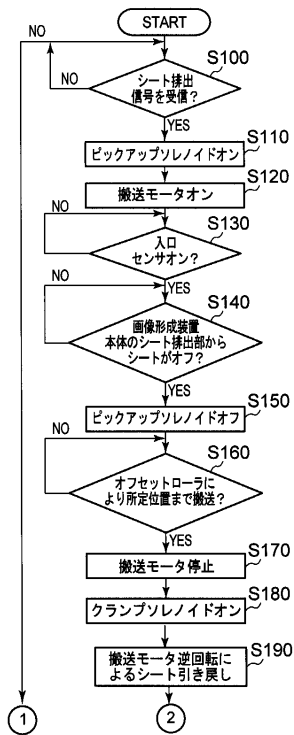 START
NO
S100
NO
シート排出
信号を受信?
YES
S110
ピックアップソレノイドオン
S120
搬送モータオン
NO
S130
入口
センサオン?
NO
YES
S140
画像形成装置
本体のシート排出部から
シートがオフ?
YES
S150
ピックアップソレノイドオフ
NO
S160
オフセットローラに
より所定位置まで搬送?
YES
S170
搬送モータ停止
S180
クランプソレノイドオン
S190
搬送モータ逆回転に
よるシート引き戻し
1
2